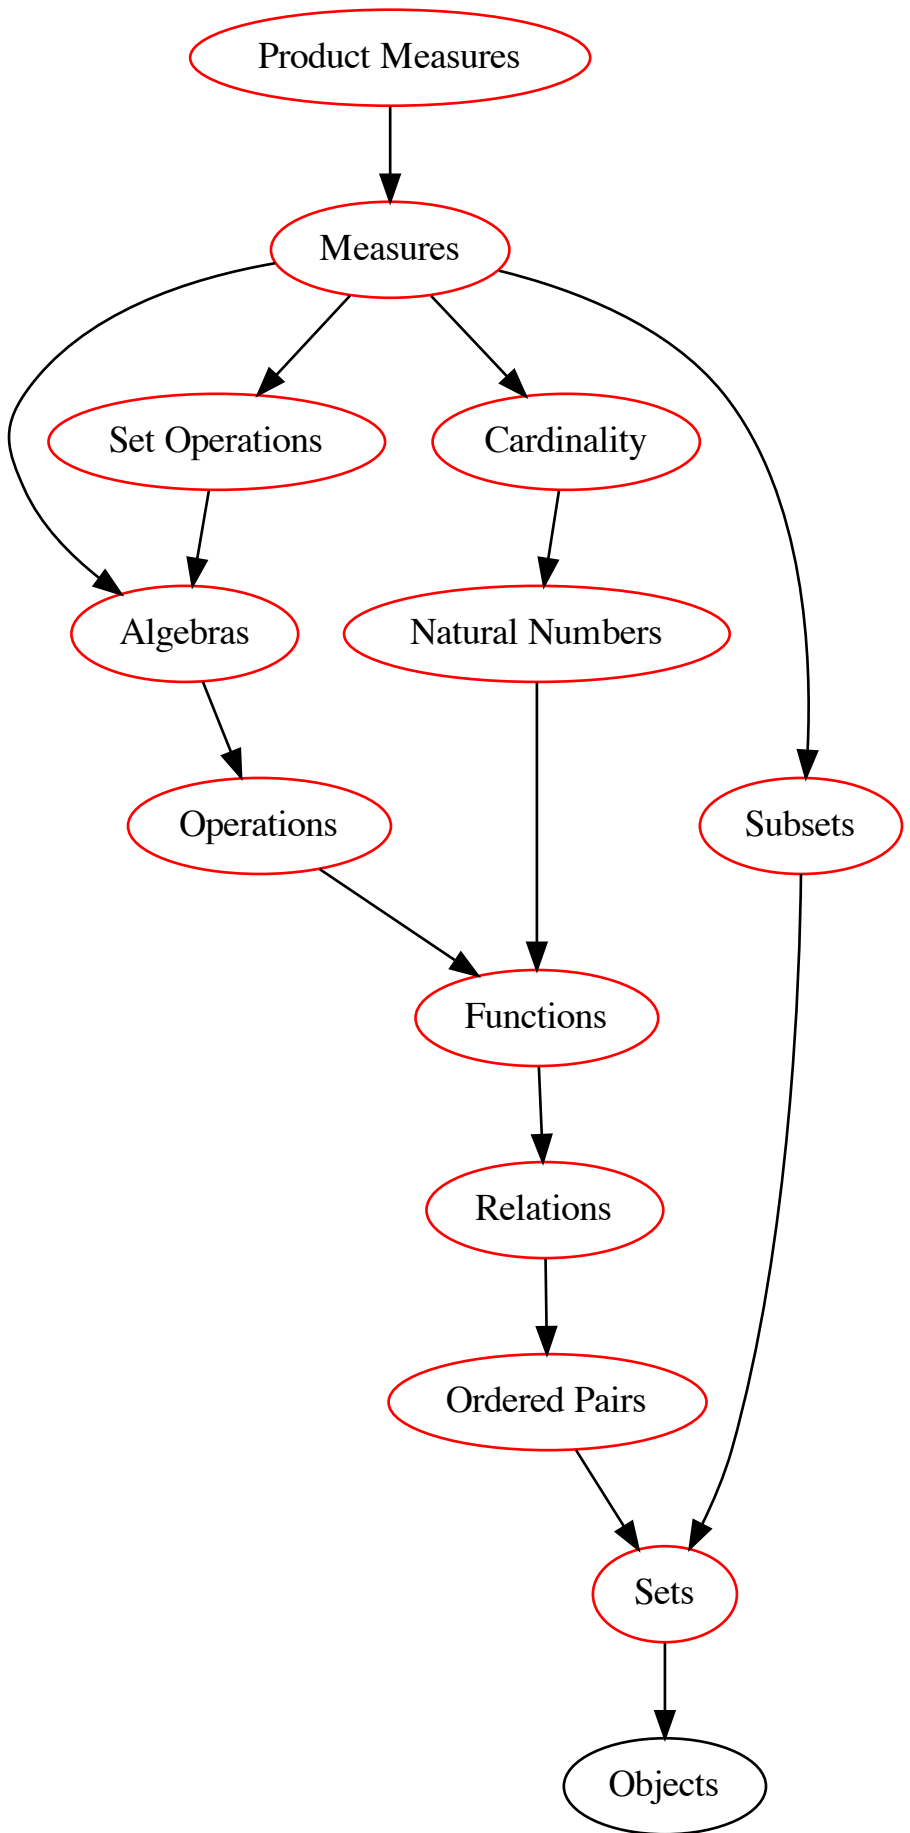 Product Measures
Measures
Set Operations
Cardinality
Algebras
Natural Numbers
Operations
Subsets
Functions
Relations
Ordered Pairs
Sets
Objects